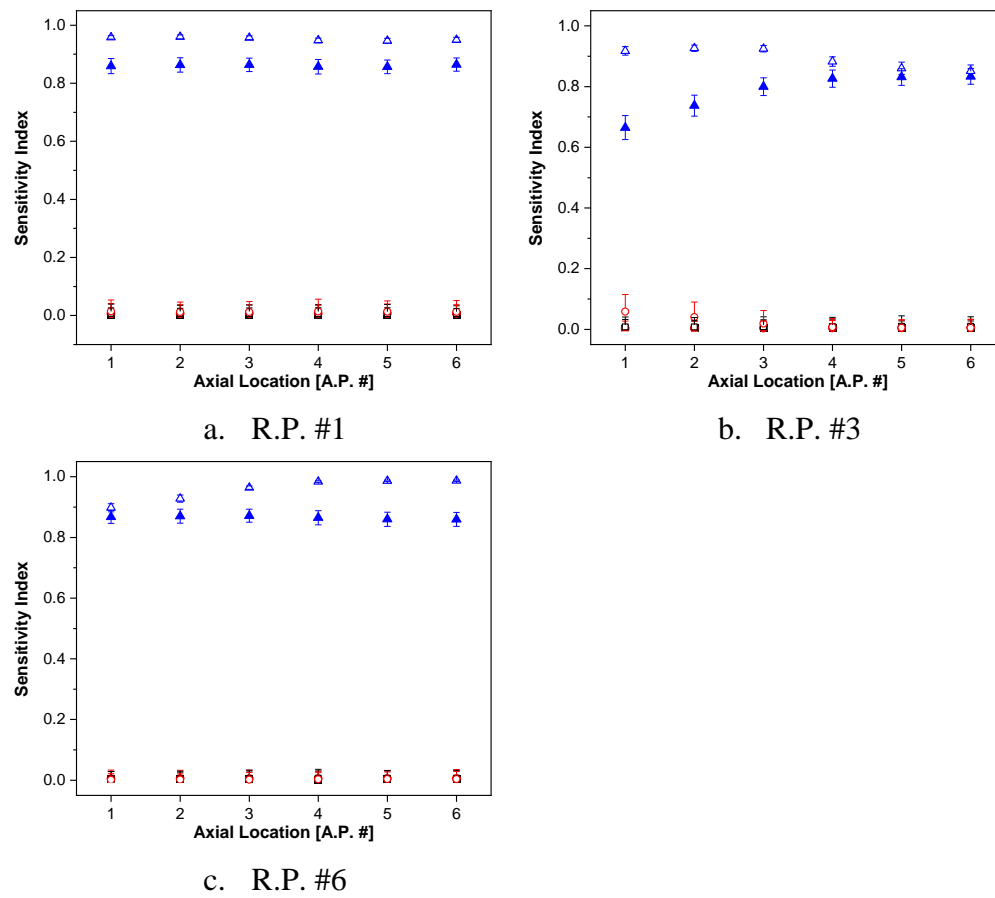 1.0
0.8
0.6
0.4
0.2
0.0
Sensitivity Index
1 2 3 4 5 6
Axial Location [A.P. #]
a. R.P. #1
1.0
0.8
0.6
0.4
0.2
0.0
Sensitivity Index
1 2 3 4 5 6
Axial Location [A.P. #]
b. R.P. #3
1.0
0.8
0.6
0.4
0.2
0.0
Sensitivity Index
1 2 3 4 5 6
Axial Location [A.P. #]
c. R.P. #6